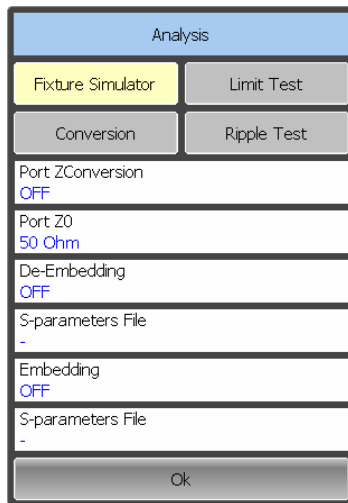 Analysis
Fixture Simulator
Limit Test
Conversion
Ripple Test
Port ZConversion
OFF
Port Z0
50 Ohm
De-Embedding
OFF
S-parameters File
-
Embedding
OFF
S-parameters File
-
Ok